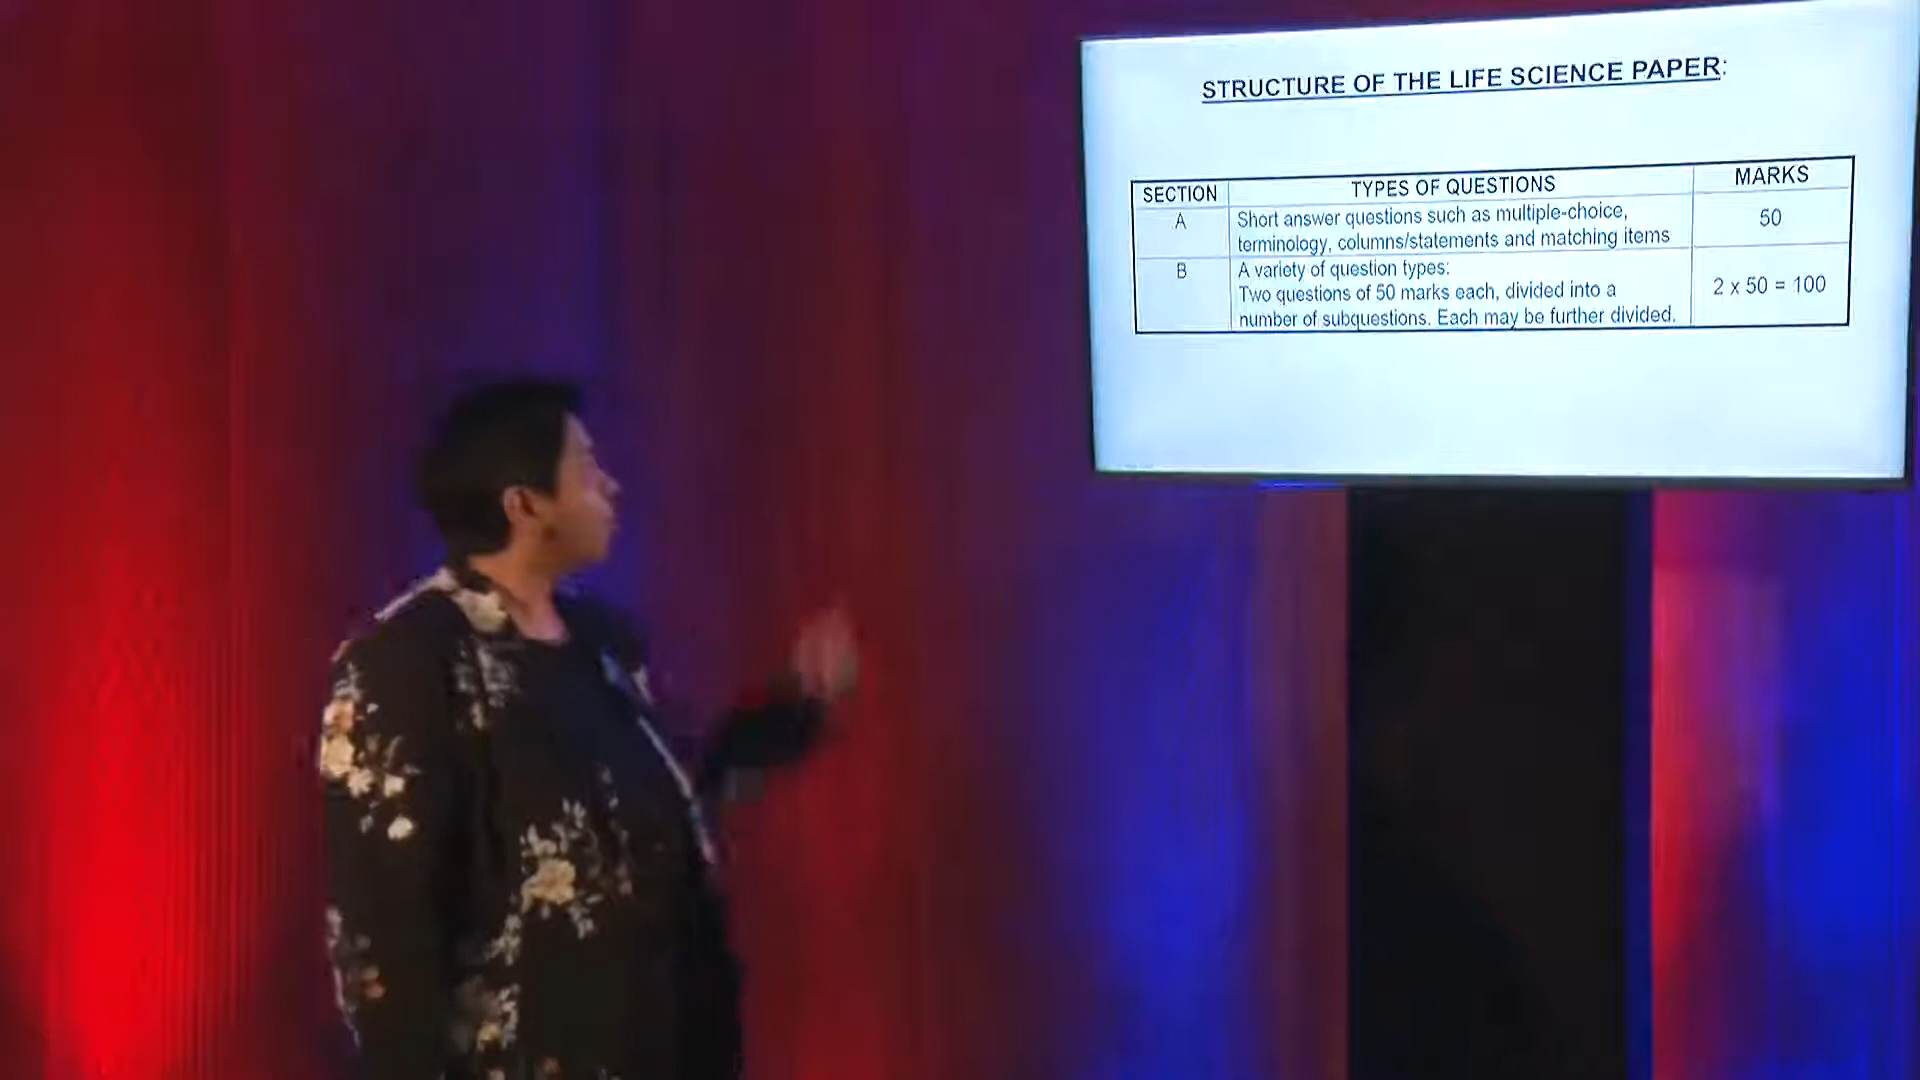 STRUCTURE OF THE LIFE SCIENCE PAPER:
SECTION TYPES OF QUESTIONS MARKS
A Short answer questions such as multiple-choice, 50
terminology, columns/statements and matching items
B A variety of question types:
Two questions of 50 marks each, divided into a 2 x 50 = 100
number of subquestions. Each may be further divided.